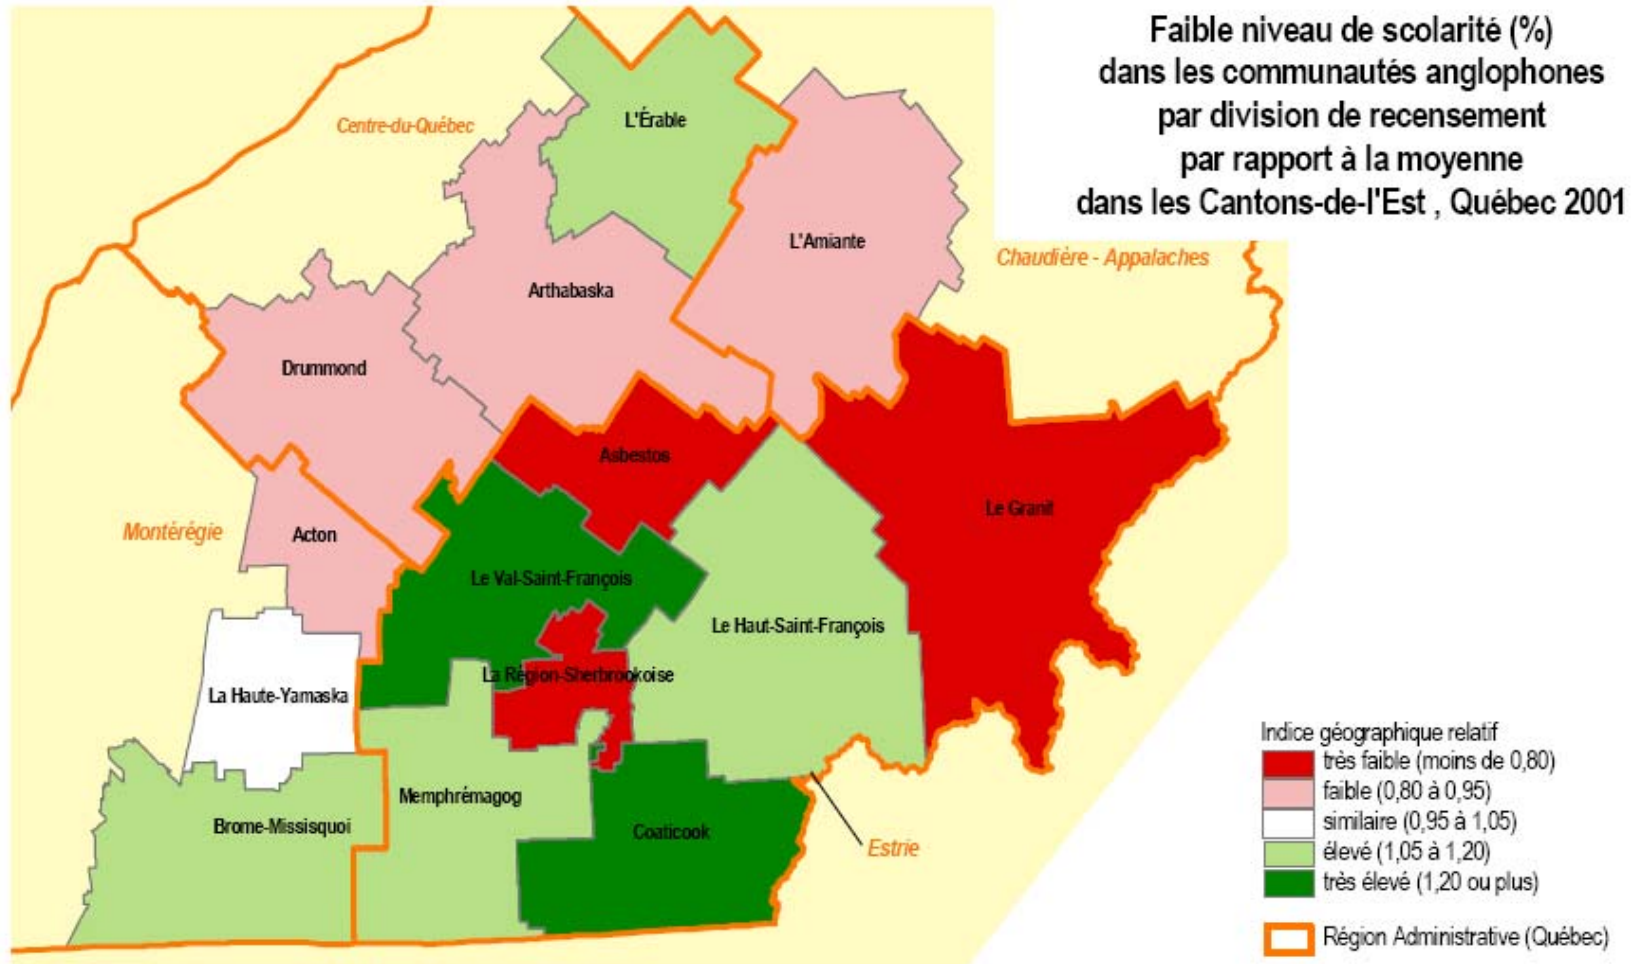 Faible niveau de scolarité (%)
dans les communautés anglophones
par division de recensement
par rapport à la moyenne
dans les Cantons-de-l'Est , Québec 2001
Centre-du-Québec
L'Érable
L'Amiante
Chaudière - Appalaches
Arthabaska
Drummond
Asbestos
Le Granit
Montérégie
Acton
Le Val-Saint-François
Le Haut-Saint-François
La Région-Sherbrookoise
La Haute-Yamaska
Memphrémagog
Brome-Missisquoi
Coaticook
Estrie
Indice géographique relatif
très faible (moins de 0,80)
faible (0,80 à 0,95)
similaire (0,95 à 1,05)
élevé (1,05 à 1,20)
très élevé (1,20 ou plus)
Région Administrative (Québec)